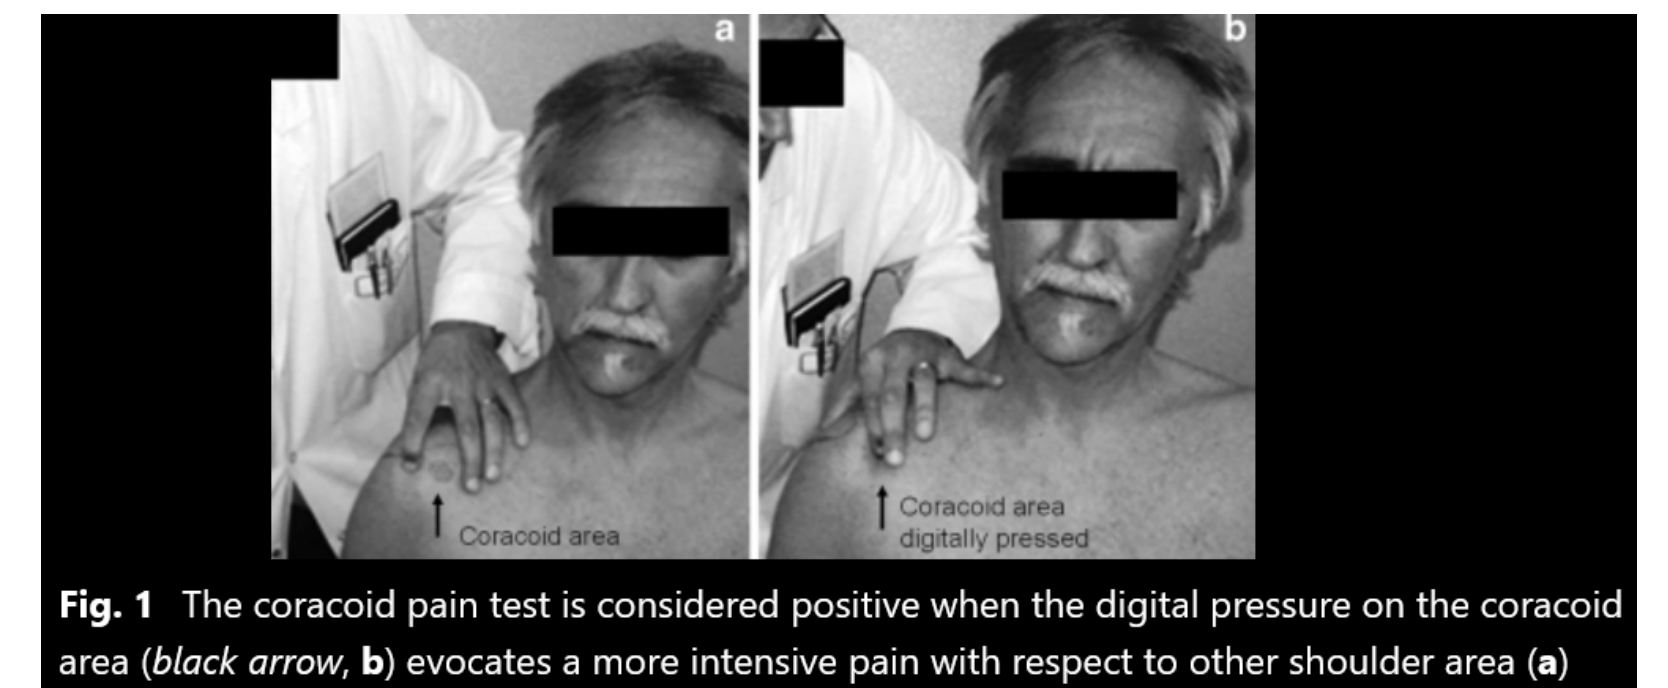 a
b
Coracoid area
Coracoid area
digitally pressed
Fig. 1 The coracoid pain test is considered positive when the digital pressure on the coracoid
area (black arrow, b) evocates a more intensive pain with respect to other shoulder area (a)